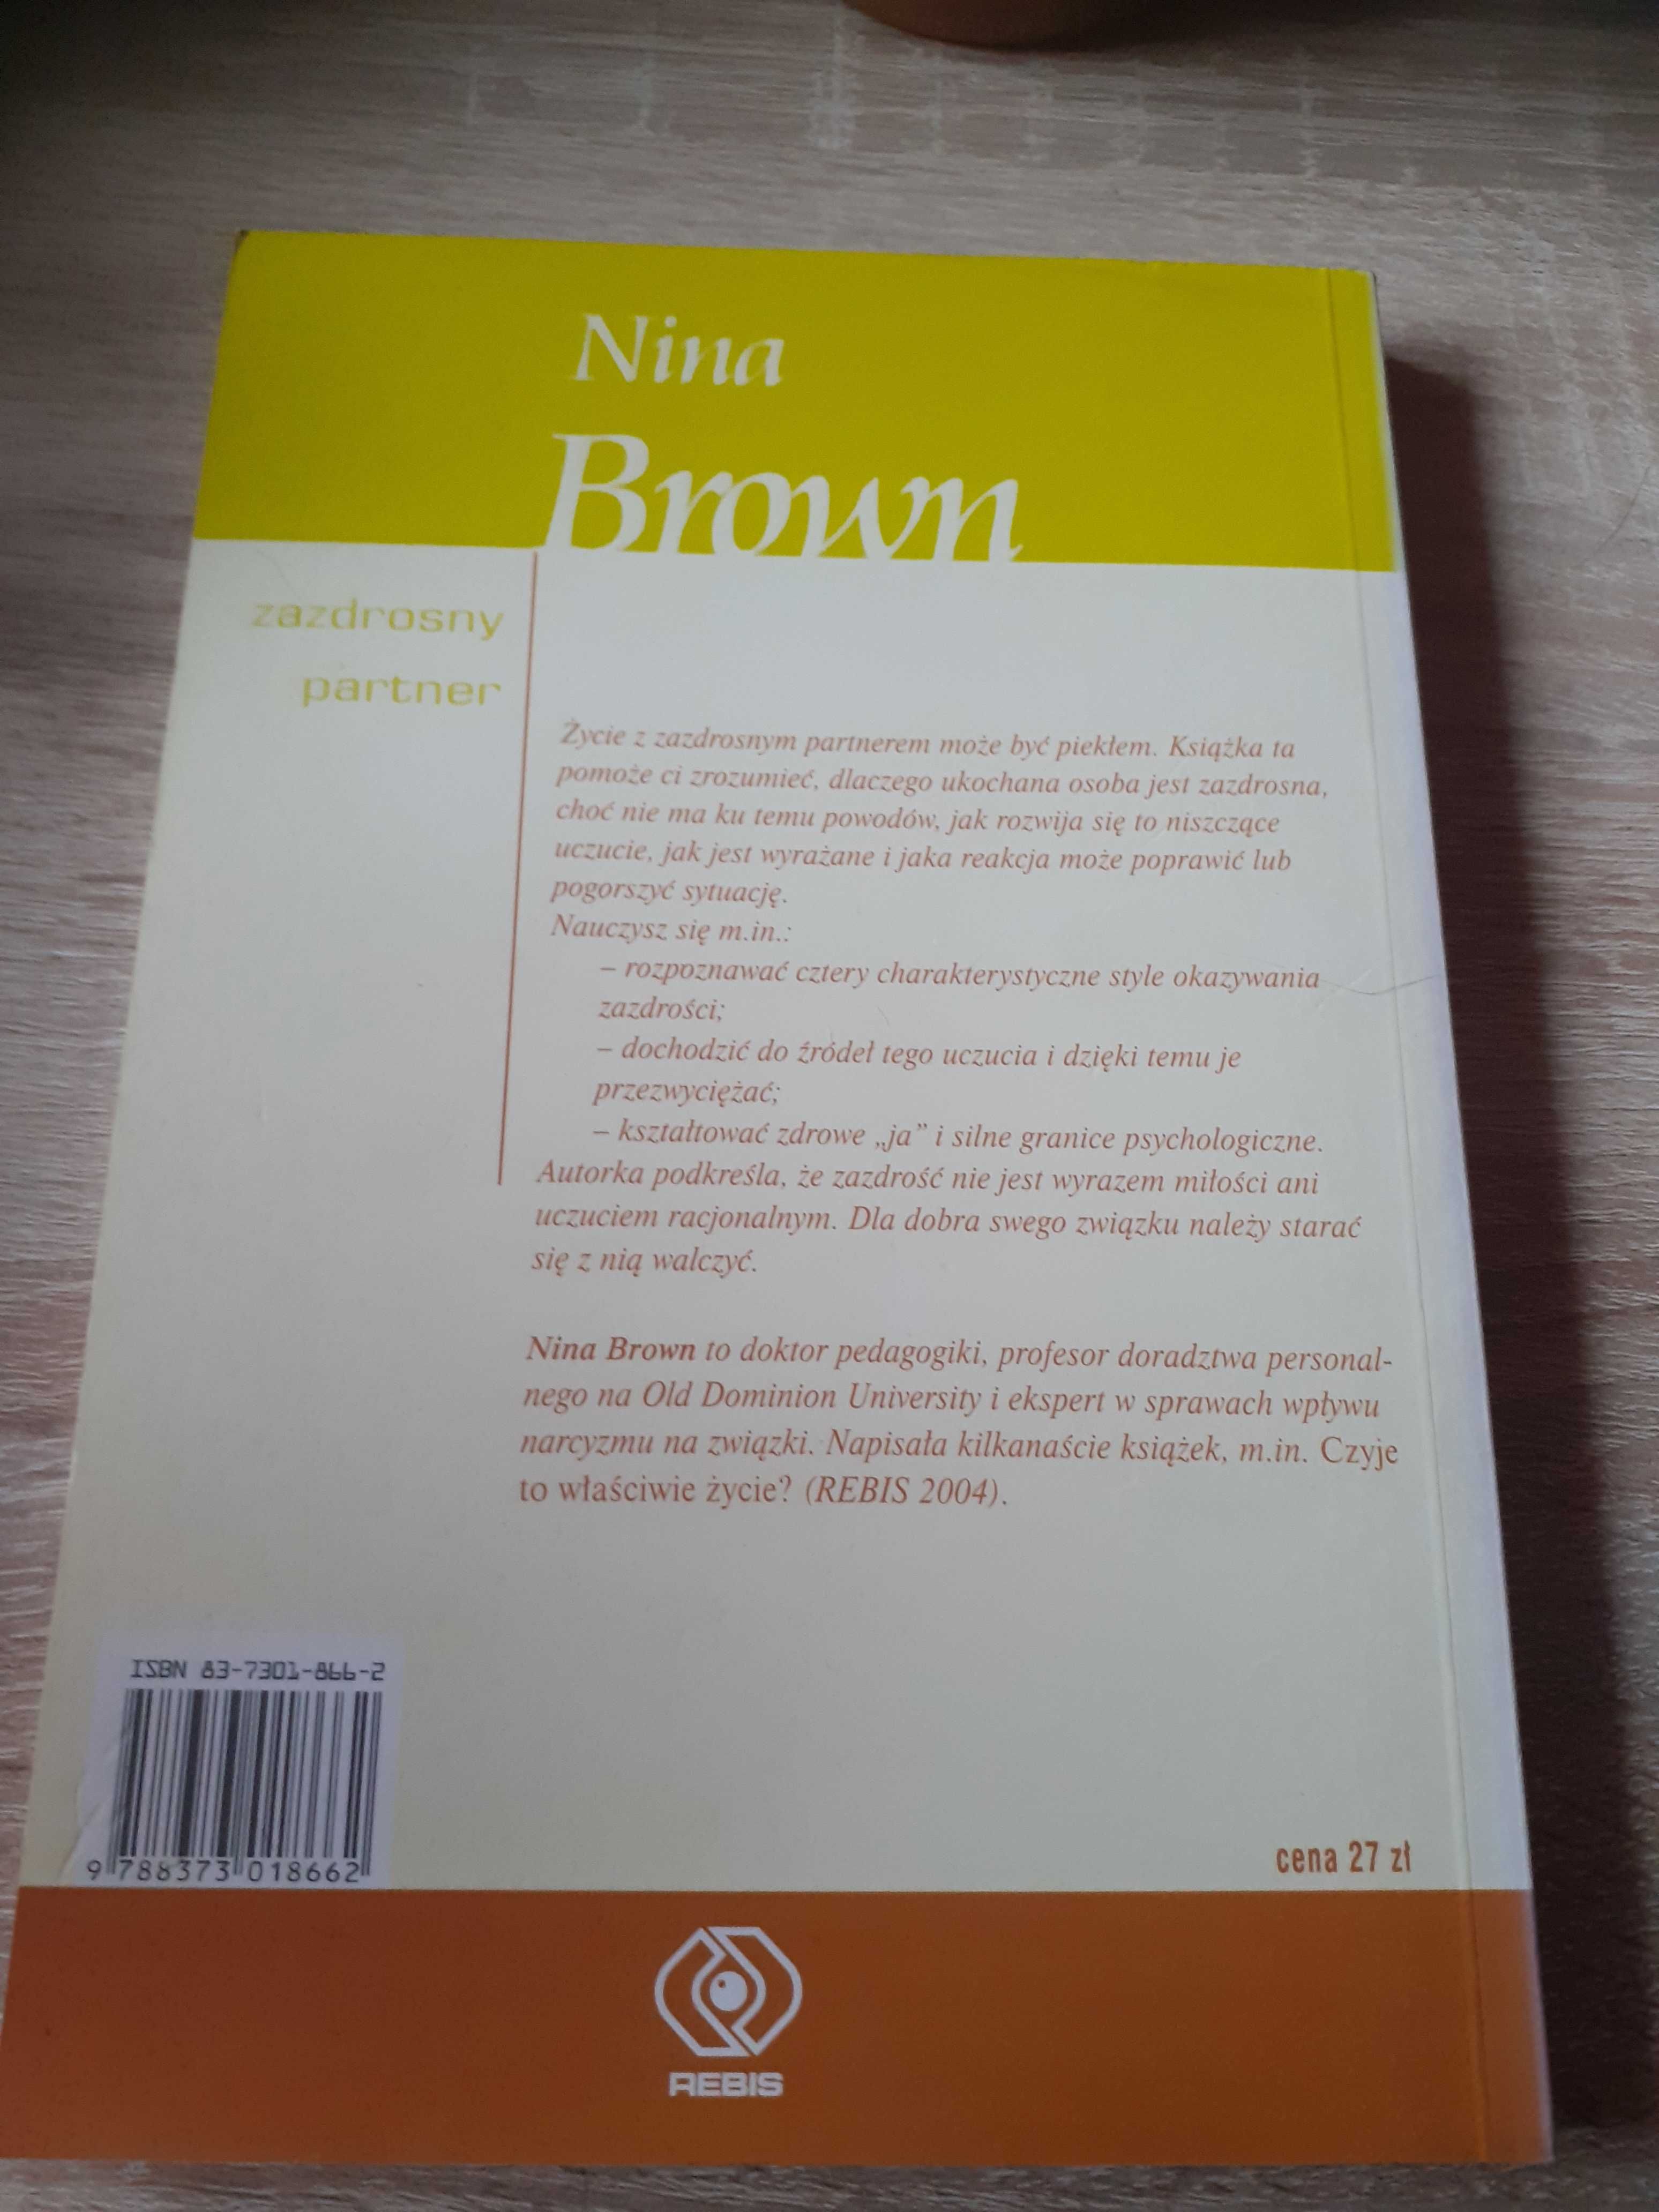 Nina
Brown
zazdrosny
partner
Życie z zazdrosnym partnerem może być piekłem. Książka ta
pomoże ci zrozumieć, dlaczego ukochana osoba jest zazdrosna,
choć nie ma ku temu powodów, jak rozwija się to niszczące
uczucie, jak jest wyrażane i jaka reakcja może poprawić lub
pogorszyć sytuację.
Nauczysz się m.in.:
– rozpoznawać cztery charakterystyczne style okazywania
zazdrości;
– dochodzić do źródeł tego uczucia i dzięki temu je
przezwyciężać;
– kształtować zdrowe „ja” i silne granice psychologiczne.
Autorka podkreśla, że zazdrość nie jest wyrazem miłości ani
uczuciem racjonalnym. Dla dobra swego związku należy starać
się z nią walczyć.
Nina Brown to doktor pedagogiki, profesor doradztwa personal-
nego na Old Dominion University i ekspert w sprawach wpływu
narcyzmu na związki. Napisała kilkanaście książek, m.in. Czyje
to właściwie życie? (REBIS 2004).
ISBN 83-7301-866-2
9 788373 018662
cena 27 zł
REBIS